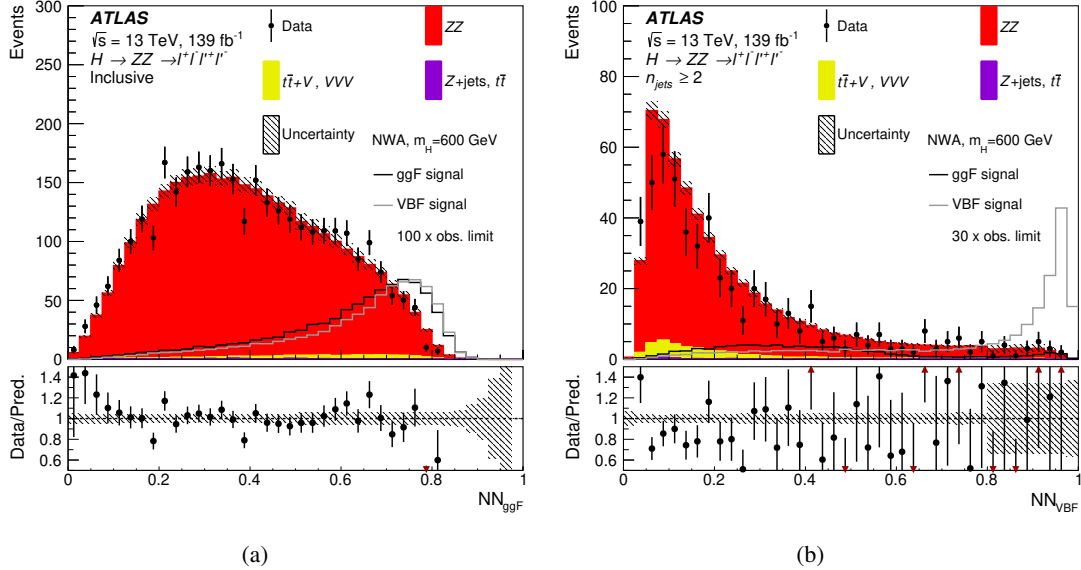 Events
300
250
200
150
100
50
0
ATLAS
√s = 13 TeV, 139 fb⁻¹
H → ZZ → l⁺l⁻l'⁺l'⁻
Inclusive
Data
ZZ
tt̄+V , VVV
Z+jets, tt̄
Uncertainty
NWA, m_H=600 GeV
ggF signal
VBF signal
100 x obs. limit
Data/Pred.
1.4
1.2
1
0.8
0.6
0 0.2 0.4 0.6 0.8 1
NN_ggF
(a)
Events
100
80
60
40
20
0
ATLAS
√s = 13 TeV, 139 fb⁻¹
H → ZZ → l⁺l⁻l'⁺l'⁻
n_jets ≥ 2
Data
ZZ
tt̄+V , VVV
Z+jets, tt̄
Uncertainty
NWA, m_H=600 GeV
ggF signal
VBF signal
30 x obs. limit
Data/Pred.
1.4
1.2
1
0.8
0.6
0 0.2 0.4 0.6 0.8 1
NN_VBF
(b)